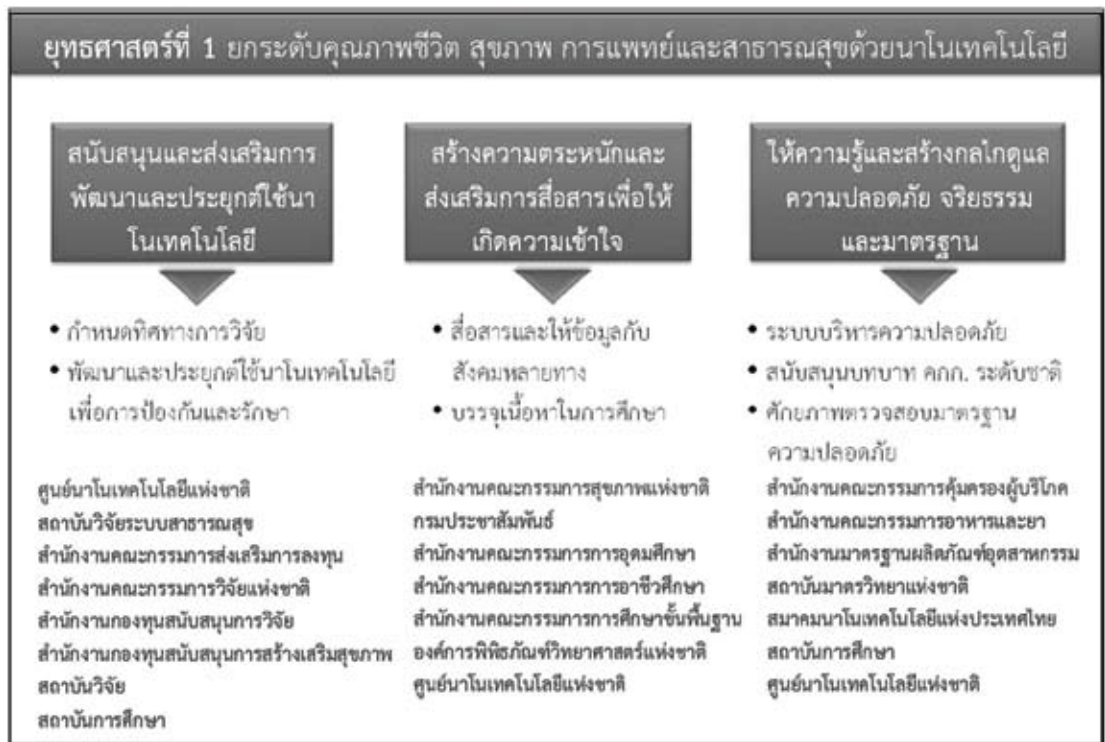 ยุทธศาสตร์ที่ 1 ยกระดับคุณภาพชีวิต สุขภาพ การแพทย์และสาธารณสุขด้วยนาโนเทคโนโลยี
สนับสนุนและส่งเสริมการ
พัฒนาและประยุกต์ใช้นา
โนเทคโนโลยี
• กำหนดทิศทางการวิจัย
• พัฒนาและประยุกต์ใช้นาโนเทคโนโลยี
เพื่อการป้องกันและรักษา
ศูนย์นาโนเทคโนโลยีแห่งชาติ
สถาบันวิจัยระบบสาธารณสุข
สำนักงานคณะกรรมการส่งเสริมการลงทุน
สำนักงานคณะกรรมการวิจัยแห่งชาติ
สำนักงานกองทุนสนับสนุนการวิจัย
สำนักงานกองทุนสนับสนุนการสร้างเสริมสุขภาพ
สถาบันวิจัย
สถาบันการศึกษา
สร้างความตระหนักและ
ส่งเสริมการสื่อสารเพื่อให้
เกิดความเข้าใจ
• สื่อสารและให้ข้อมูลกับ
สังคมหลายทาง
• บรรจุเนื้อหาในการศึกษา
สำนักงานคณะกรรมการสุขภาพแห่งชาติ
กรมประชาสัมพันธ์
สำนักงานคณะกรรมการการอุดมศึกษา
สำนักงานคณะกรรมการการอาชีวศึกษา
สำนักงานคณะกรรมการการศึกษาขั้นพื้นฐาน
องค์การพิพิธภัณฑ์วิทยาศาสตร์แห่งชาติ
ศูนย์นาโนเทคโนโลยีแห่งชาติ
ให้ความรู้และสร้างกลไกดูแล
ความปลอดภัย จริยธรรม
และมาตรฐาน
• ระบบบริหารความปลอดภัย
• สนับสนุนบทบาท คกก. ระดับชาติ
• ศักยภาพตรวจสอบมาตรฐาน
ความปลอดภัย
สำนักงานคณะกรรมการคุ้มครองผู้บริโภค
สำนักงานคณะกรรมการอาหารและยา
สำนักงานมาตรฐานผลิตภัณฑ์อุตสาหกรรม
สถาบันมาตรวิทยาแห่งชาติ
สมาคมนาโนเทคโนโลยีแห่งประเทศไทย
สถาบันการศึกษา
ศูนย์นาโนเทคโนโลยีแห่งชาติ